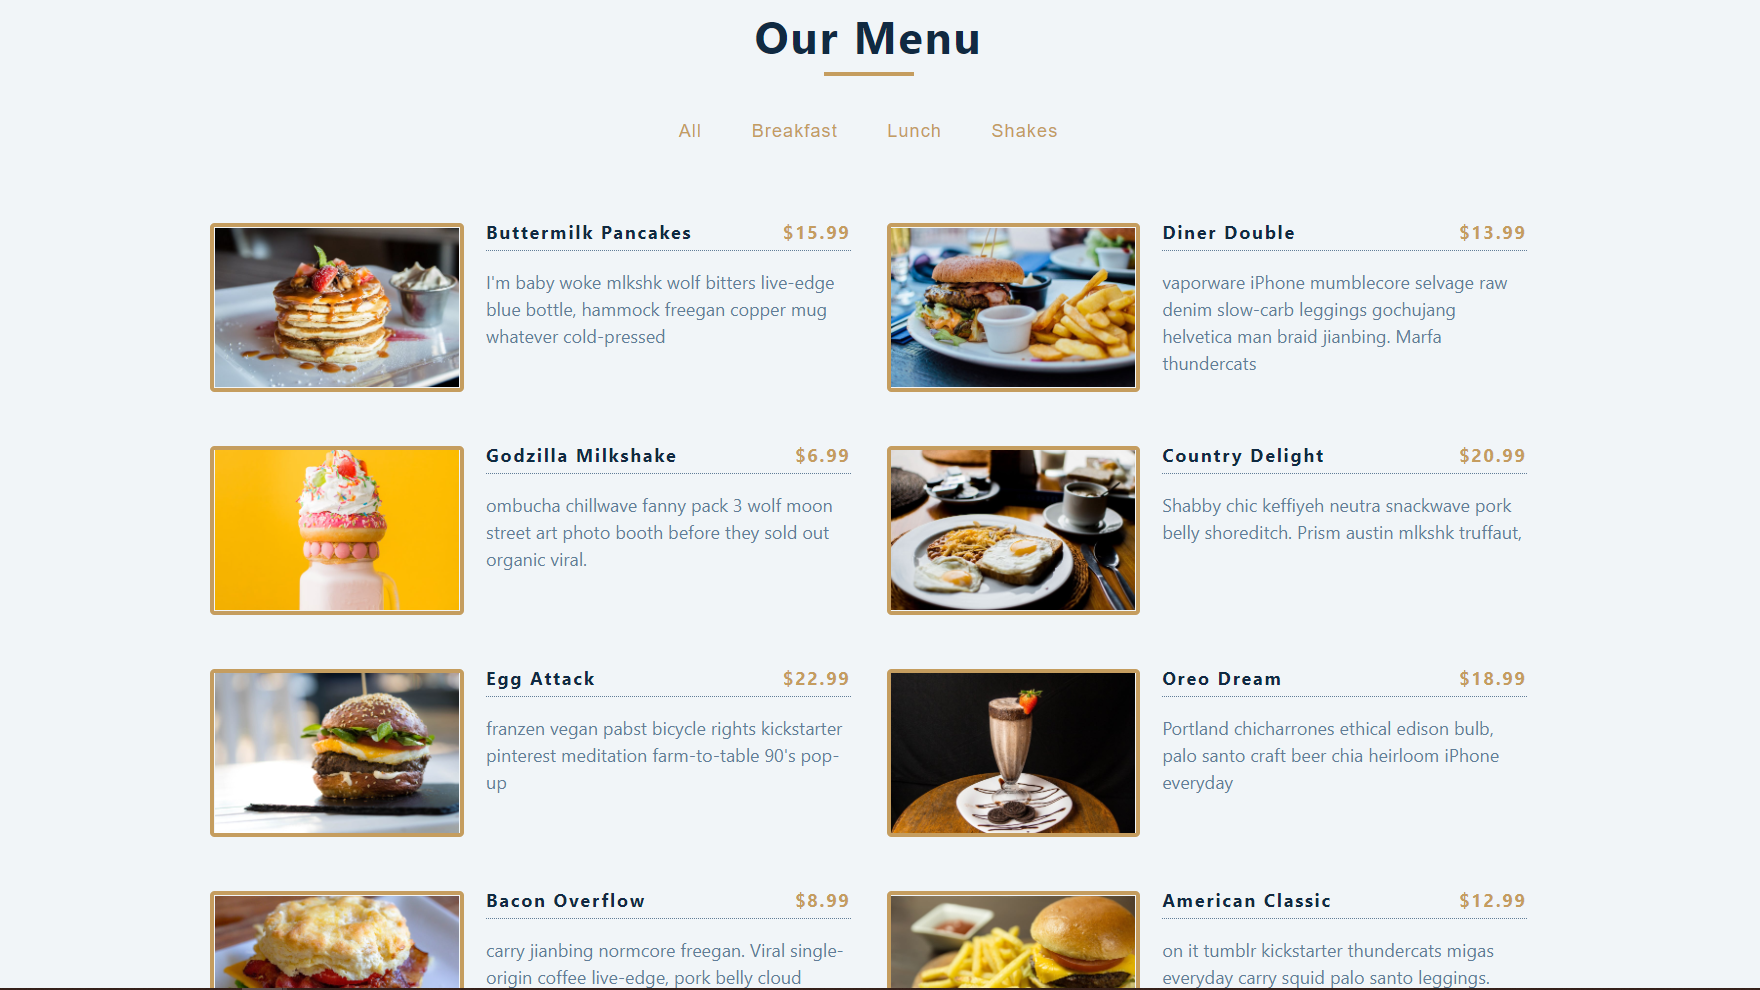 Our Menu
All Breakfast Lunch Shakes
Buttermilk Pancakes $15.99
I'm baby woke mlkshk wolf bitters live-edge
blue bottle, hammock freegan copper mug
whatever cold-pressed
Diner Double $13.99
vaporware iPhone mumblecore selvage raw
denim slow-carb leggings gochujang
helvetica man braid jianbing. Marfa
thundercats
Godzilla Milkshake $6.99
ombucha chillwave fanny pack 3 wolf moon
street art photo booth before they sold out
organic viral.
Country Delight $20.99
Shabby chic keffiyeh neutra snackwave pork
belly shoreditch. Prism austin mlkshk truffaut,
Egg Attack $22.99
franzen vegan pabst bicycle rights kickstarter
pinterest meditation farm-to-table 90's pop-
up
Oreo Dream $18.99
Portland chicharrones ethical edison bulb,
palo santo craft beer chia heirloom iPhone
everyday
Bacon Overflow $8.99
carry jianbing normcore freegan. Viral single-
origin coffee live-edge, pork belly cloud
American Classic $12.99
on it tumblr kickstarter thundercats migas
everyday carry squid palo santo leggings.